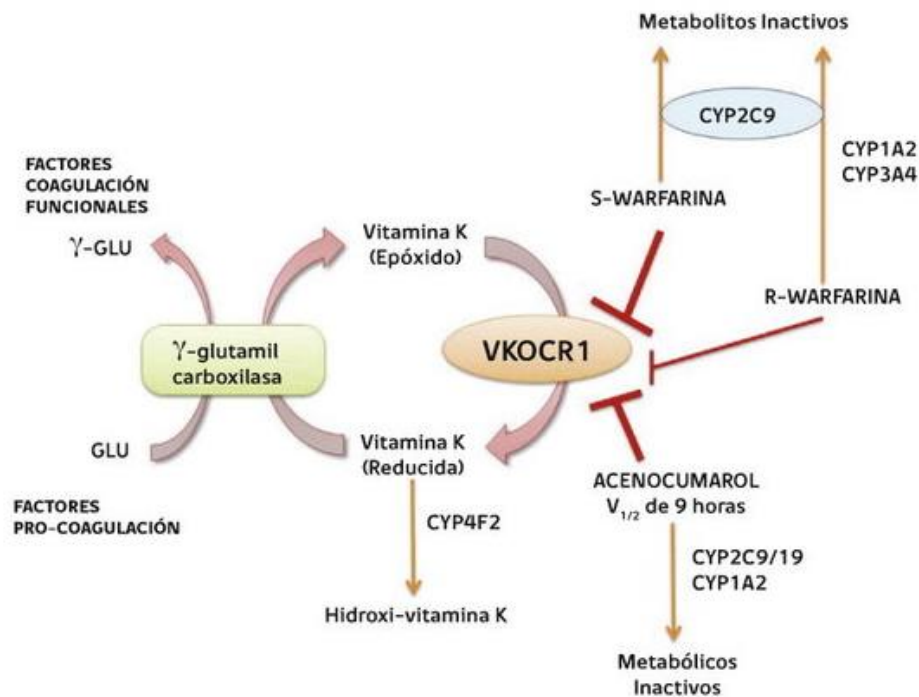 Metabolitos Inactivos
CYP2C9
CYP1A2
CYP3A4
FACTORES
COAGULACIÓN
FUNCIONALES
γ-GLU
S-WARFARINA
Vitamina K
(Epóxido)
R-WARFARINA
γ-glutamil
carboxilasa
VKOCR1
GLU
Vitamina K
(Reducida)
FACTORES
PRO-COAGULACIÓN
ACENOCUMAROL
V1/2 de 9 horas
CYP4F2
CYP2C9/19
CYP1A2
Hidroxi-vitamina K
Metabólicos
Inactivos